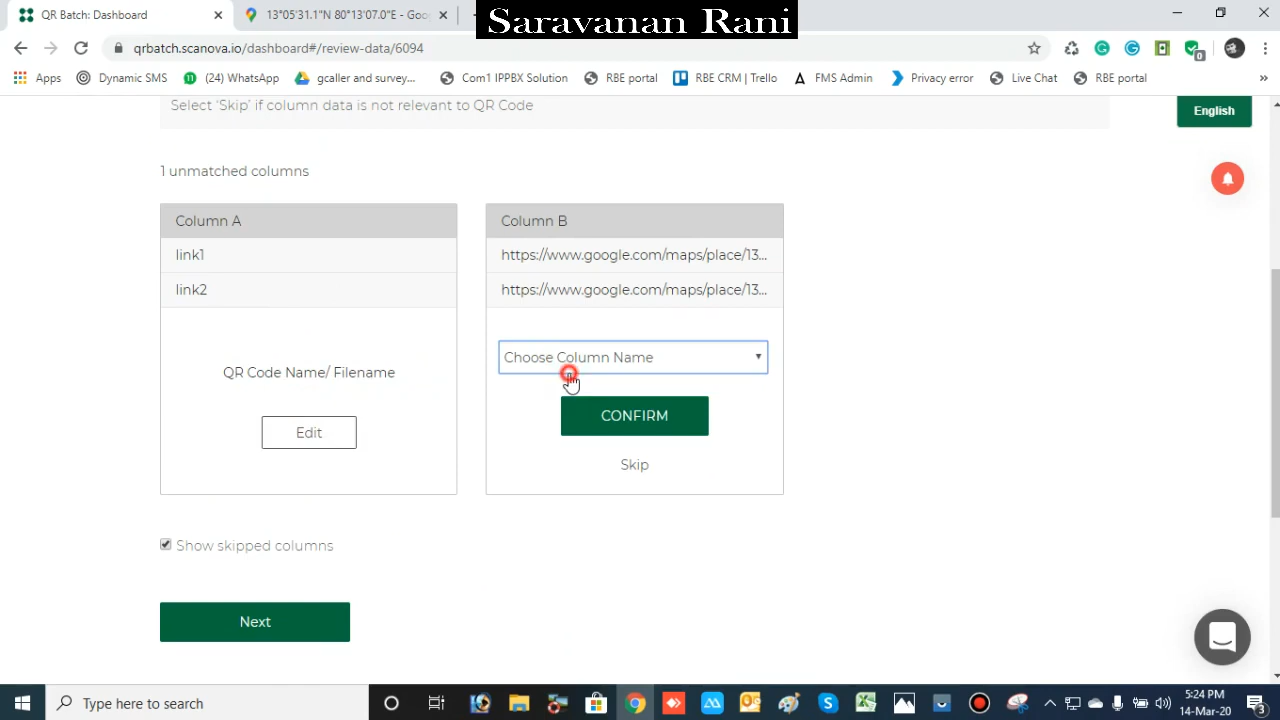 QR Batch: Dashboard
13°05'31.1"N 80°13'07.0"E - Goog
Saravanan Rani
qrbatch.scanova.io/dashboard#/review-data/6094
0
Apps
Dynamic SMS
11
(24) WhatsApp
gcaller and survey...
Com1 IPPBX Solution
RBE portal
RBE CRM | Trello
FMS Admin
Privacy error
Live Chat
RBE portal
»
Select 'Skip' if column data is not relevant to QR Code
English
1 unmatched columns
Column A
link1
link2
QR Code Name/ Filename
Edit
Column B
https://www.google.com/maps/place/13...
https://www.google.com/maps/place/13...
Choose Column Name
CONFIRM
Skip
Show skipped columns
Next
Type here to search
5:24 PM
14-Mar-20
3